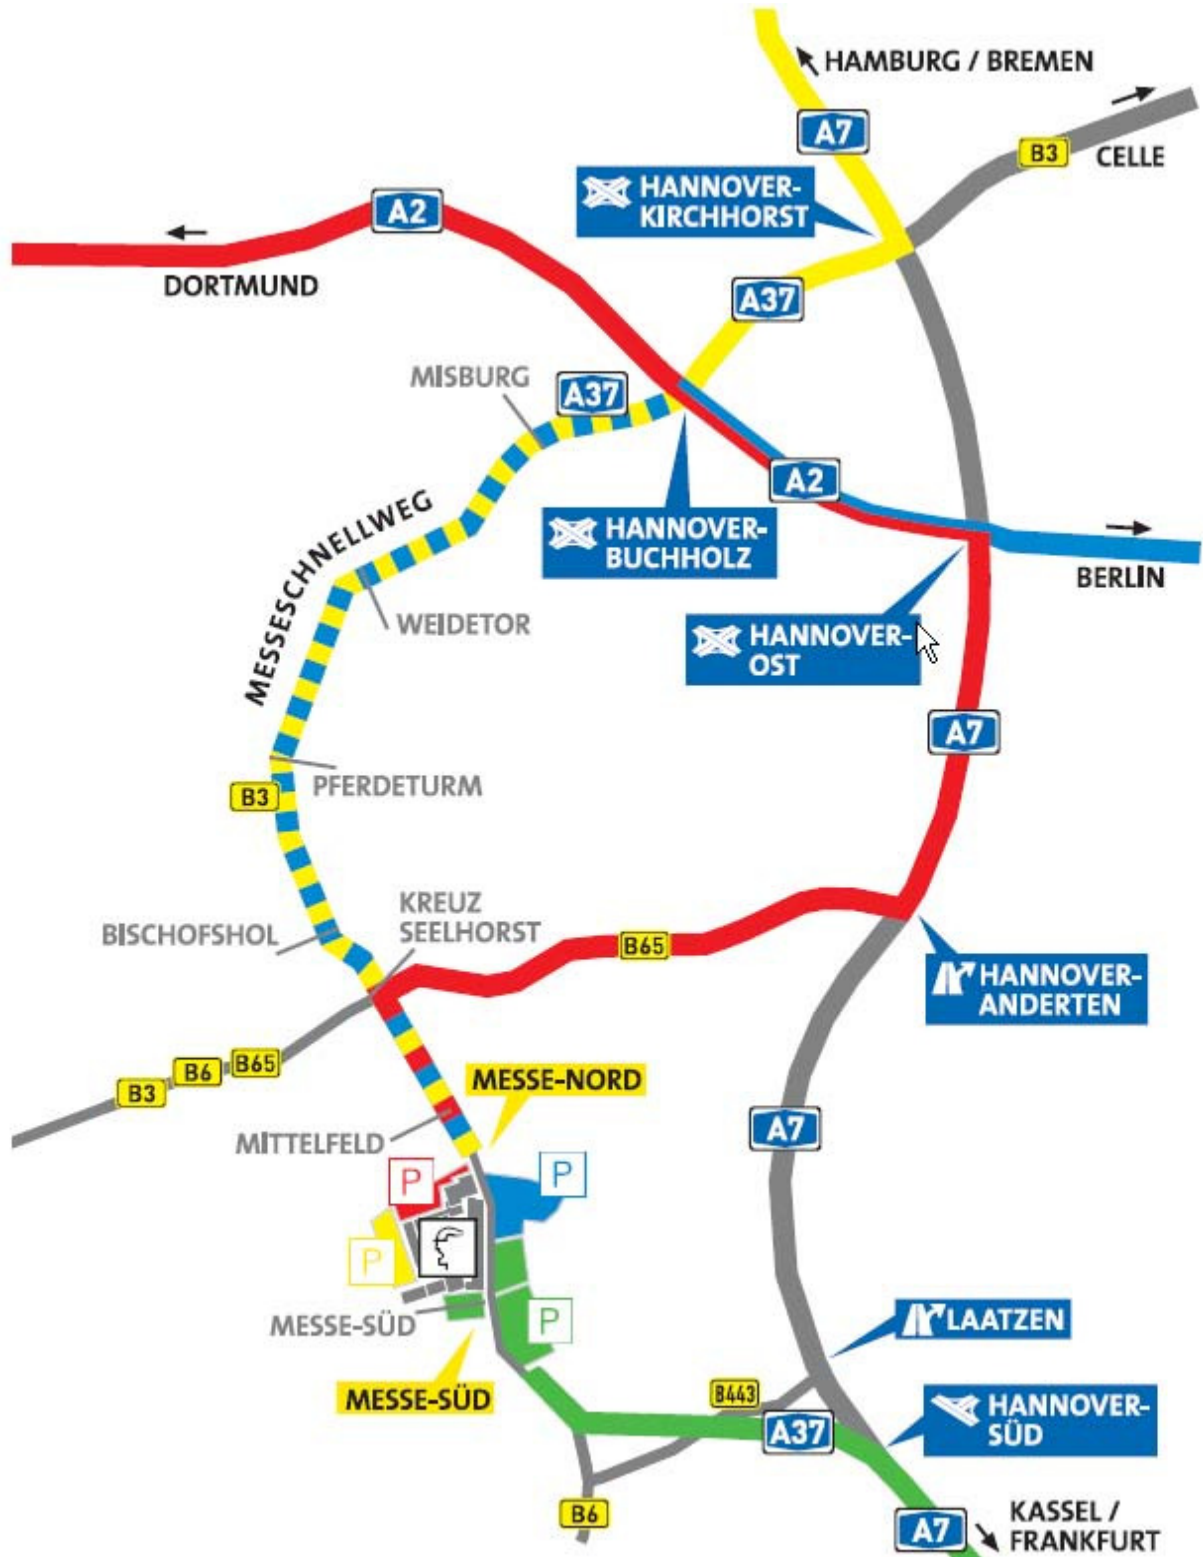 HAMBURG / BREMEN
A7
B3
CELLE
HANNOVER-
KIRCHHORST
A2
DORTMUND
A37
MISBURG
A37
A2
HANNOVER-
BUCHHOLZ
MESSESCHNELLWEG
BERLIN
WEIDETOR
HANNOVER-
OST
A7
PFERDETURM
B3
KREUZ
SEELHORST
BISCHOFSHOL
B65
HANNOVER-
ANDERTEN
B3
B6
B65
MESSE-NORD
MITTELFELD
A7
P
P
P
P
MESSE-SÜD
LAATZEN
MESSE-SÜD
B443
HANNOVER-
SÜD
A37
B6
A7
KASSEL /
FRANKFURT